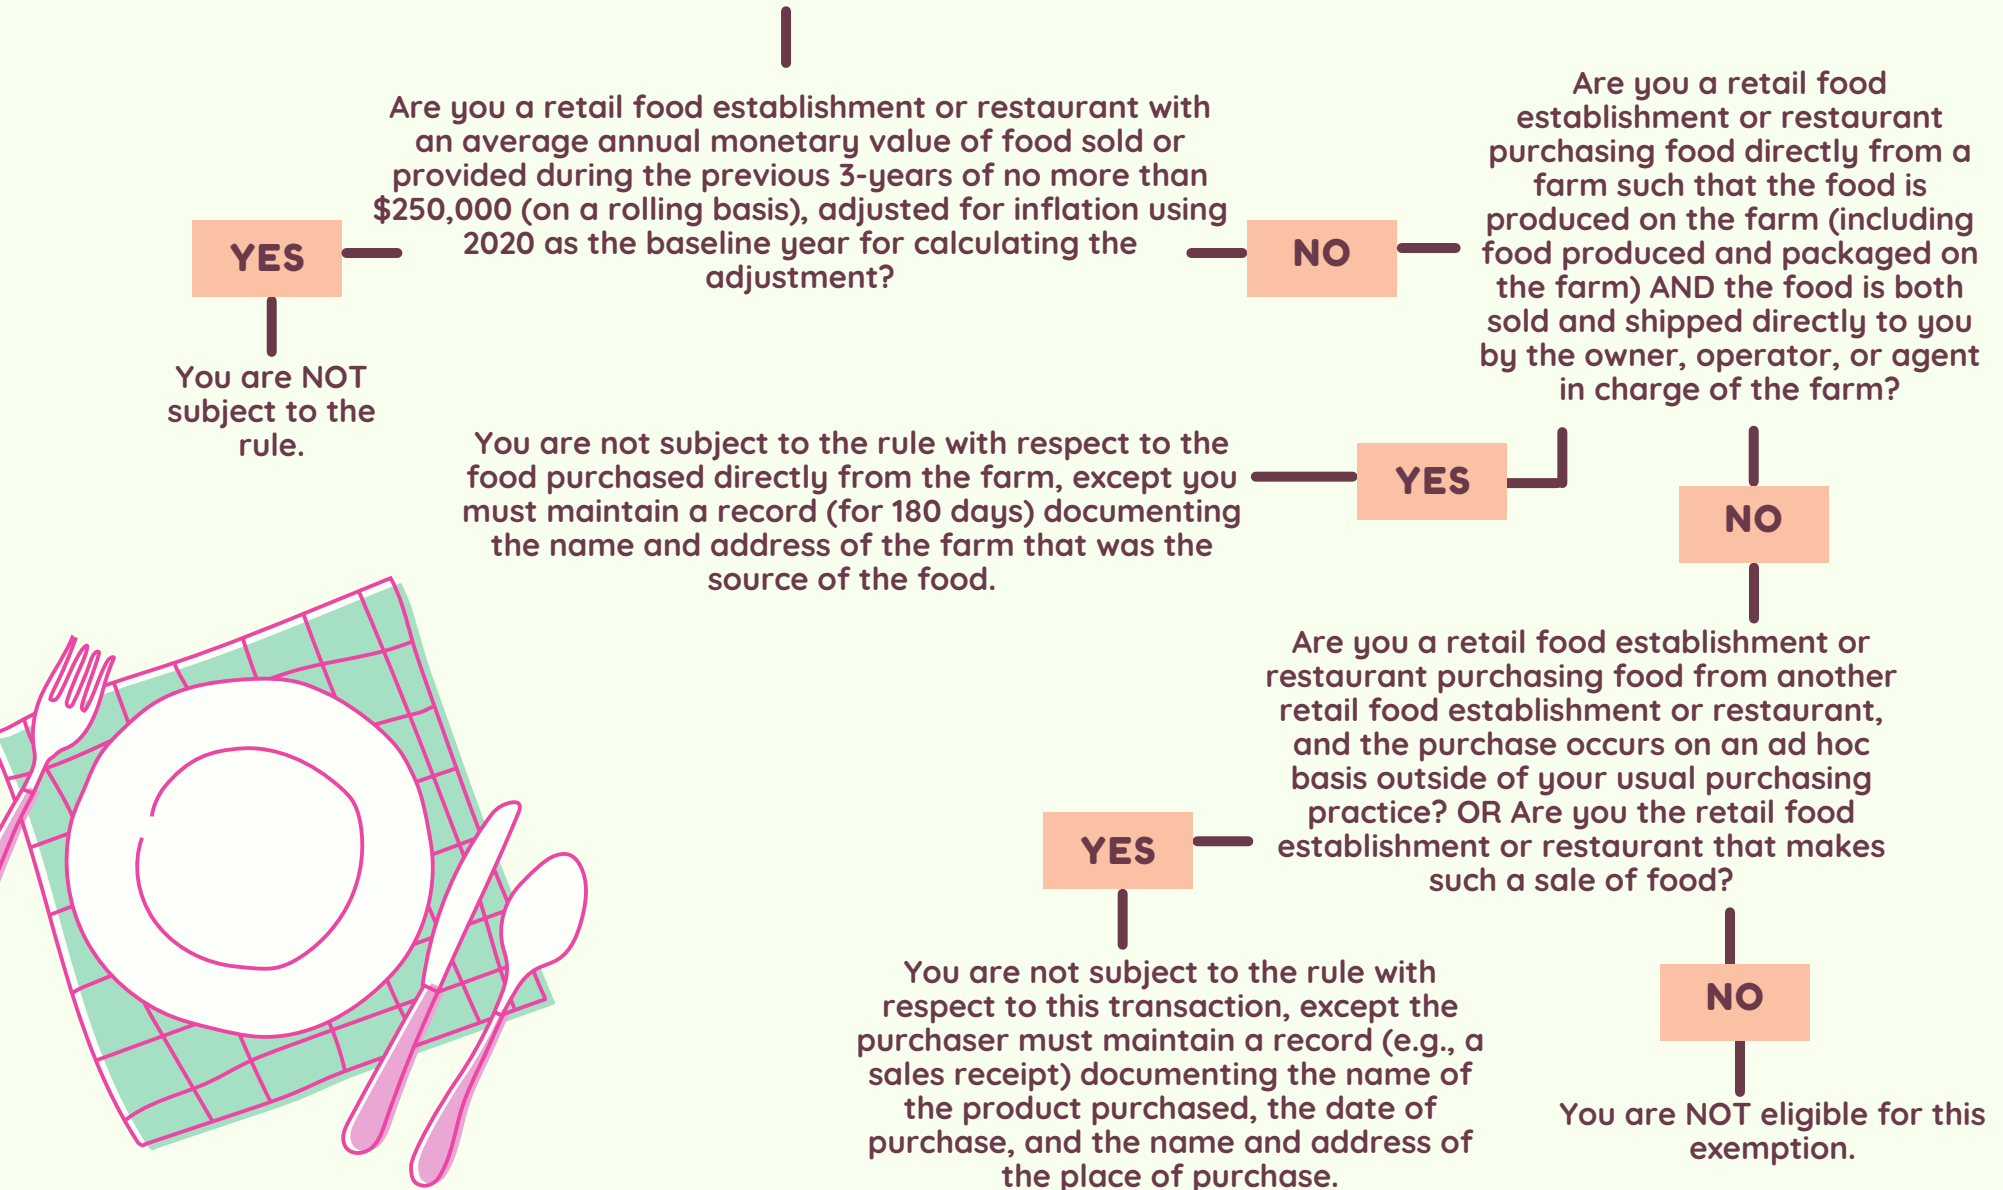 Are you a retail food establishment or restaurant with
an average annual monetary value of food sold or
provided during the previous 3-years of no more than
$250,000 (on a rolling basis), adjusted for inflation using
2020 as the baseline year for calculating the
adjustment?
YES
You are NOT
subject to the
rule.
NO
Are you a retail food
establishment or restaurant
purchasing food directly from a
farm such that the food is
produced on the farm (including
food produced and packaged on
the farm) AND the food is both
sold and shipped directly to you
by the owner, operator, or agent
in charge of the farm?
YES
You are not subject to the rule with respect to the
food purchased directly from the farm, except you
must maintain a record (for 180 days) documenting
the name and address of the farm that was the
source of the food.
NO
Are you a retail food establishment or
restaurant purchasing food from another
retail food establishment or restaurant,
and the purchase occurs on an ad hoc
basis outside of your usual purchasing
practice? OR Are you the retail food
establishment or restaurant that makes
such a sale of food?
YES
You are not subject to the rule with
respect to this transaction, except the
purchaser must maintain a record (e.g., a
sales receipt) documenting the name of
the product purchased, the date of
purchase, and the name and address of
the place of purchase.
NO
You are NOT eligible for this
exemption.